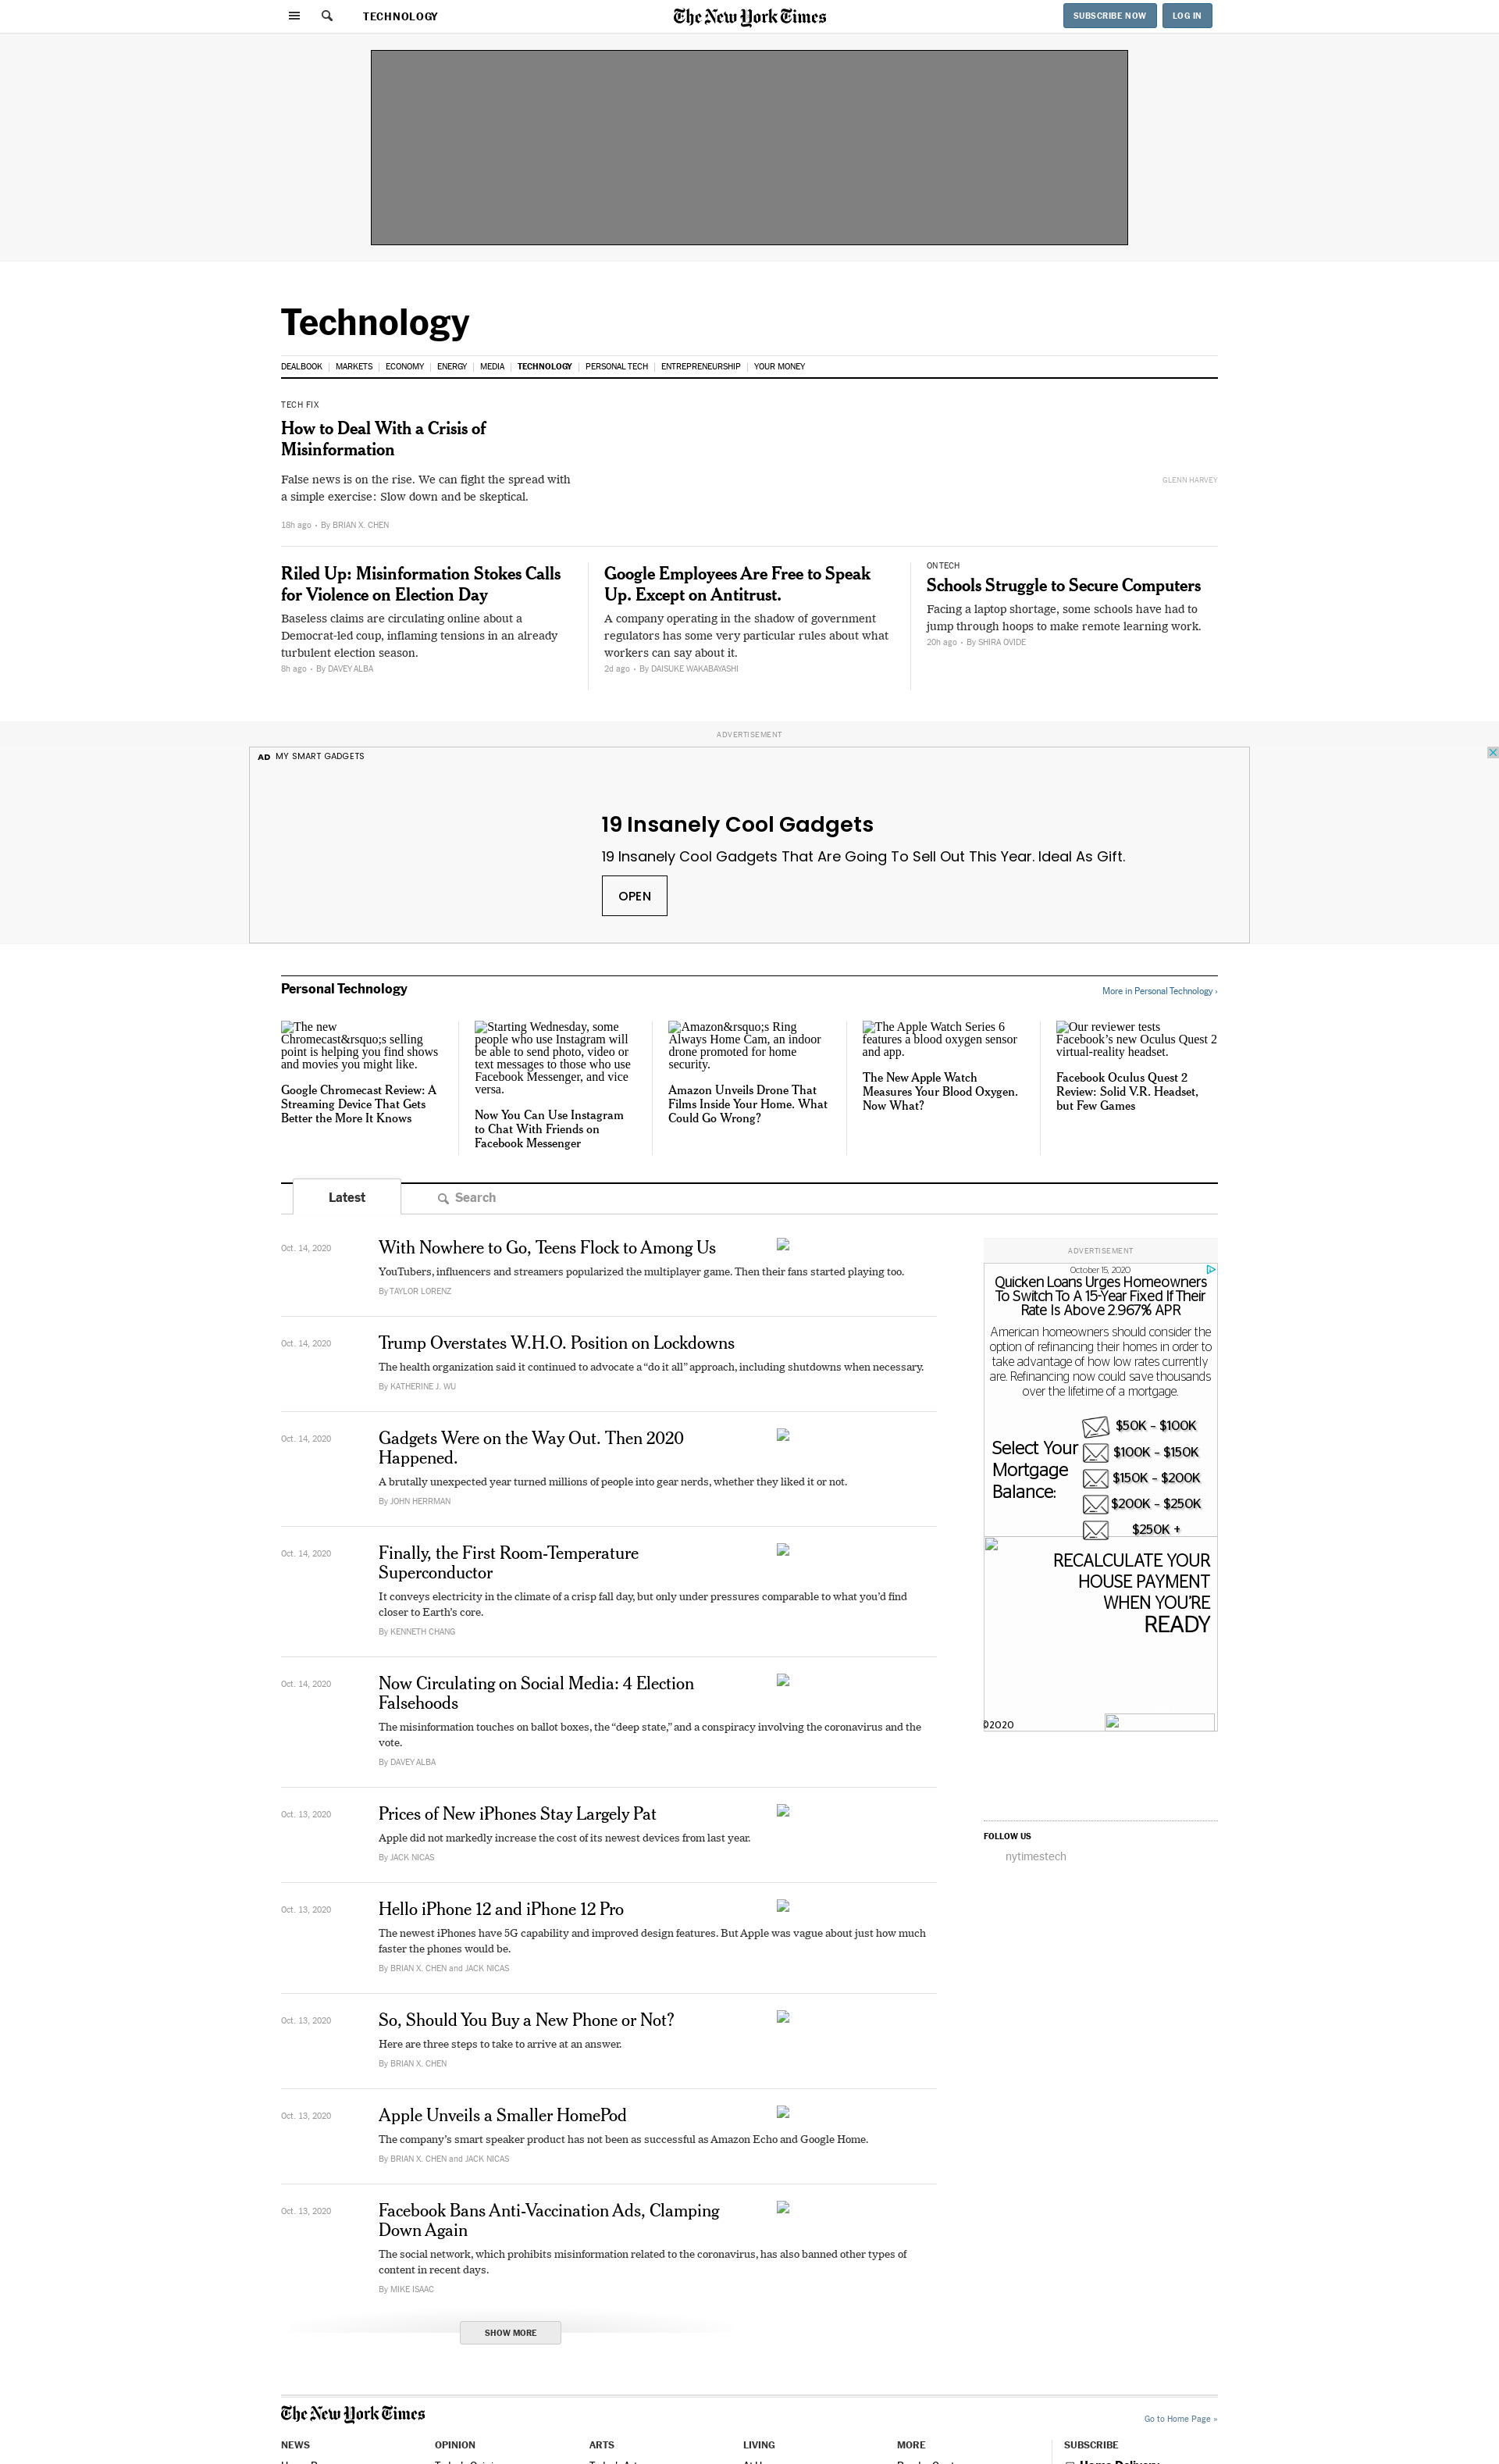 TECHNOLOGY
The New York Times
SUBSCRIBE NOW
LOG IN
Technology
DEALBOOK
MARKETS
ECONOMY
ENERGY
MEDIA
TECHNOLOGY
PERSONAL TECH
ENTREPRENEURSHIP
YOUR MONEY
TECH FIX
How to Deal With a Crisis of
Misinformation
False news is on the rise. We can fight the spread with
a simple exercise: Slow down and be skeptical.
18h ago • By BRIAN X. CHEN
GLENN HARVEY
Riled Up: Misinformation Stokes Calls
for Violence on Election Day
Baseless claims are circulating online about a
Democrat-led coup, inflaming tensions in an already
turbulent election season.
8h ago • By DAVEY ALBA
Google Employees Are Free to Speak
Up. Except on Antitrust.
A company operating in the shadow of government
regulators has some very particular rules about what
workers can say about it.
2d ago • By DAISUKE WAKABAYASHI
ON TECH
Schools Struggle to Secure Computers
Facing a laptop shortage, some schools have had to
jump through hoops to make remote learning work.
20h ago • By SHIRA OVIDE
ADVERTISEMENT
AD MY SMART GADGETS
19 Insanely Cool Gadgets
19 Insanely Cool Gadgets That Are Going To Sell Out This Year. Ideal As Gift.
OPEN
Personal Technology
More in Personal Technology ›
The new
Chromecast&rsquo;s selling
point is helping you find shows
and movies you might like.
Google Chromecast Review: A
Streaming Device That Gets
Better the More It Knows
Starting Wednesday, some
people who use Instagram will
be able to send photo, video or
text messages to those who use
Facebook Messenger, and vice
versa.
Now You Can Use Instagram
to Chat With Friends on
Facebook Messenger
Amazon&rsquo;s Ring
Always Home Cam, an indoor
drone promoted for home
security.
Amazon Unveils Drone That
Films Inside Your Home. What
Could Go Wrong?
The Apple Watch Series 6
features a blood oxygen sensor
and app.
The New Apple Watch
Measures Your Blood Oxygen.
Now What?
Our reviewer tests
Facebook’s new Oculus Quest 2
virtual-reality headset.
Facebook Oculus Quest 2
Review: Solid V.R. Headset,
but Few Games
Latest
Search
Oct. 14, 2020
With Nowhere to Go, Teens Flock to Among Us
YouTubers, influencers and streamers popularized the multiplayer game. Then their fans started playing too.
By TAYLOR LORENZ
Oct. 14, 2020
Trump Overstates W.H.O. Position on Lockdowns
The health organization said it continued to advocate a “do it all” approach, including shutdowns when necessary.
By KATHERINE J. WU
Oct. 14, 2020
Gadgets Were on the Way Out. Then 2020
Happened.
A brutally unexpected year turned millions of people into gear nerds, whether they liked it or not.
By JOHN HERRMAN
Oct. 14, 2020
Finally, the First Room-Temperature
Superconductor
It conveys electricity in the climate of a crisp fall day, but only under pressures comparable to what you’d find
closer to Earth’s core.
By KENNETH CHANG
Oct. 14, 2020
Now Circulating on Social Media: 4 Election
Falsehoods
The misinformation touches on ballot boxes, the “deep state,” and a conspiracy involving the coronavirus and the
vote.
By DAVEY ALBA
Oct. 13, 2020
Prices of New iPhones Stay Largely Pat
Apple did not markedly increase the cost of its newest devices from last year.
By JACK NICAS
Oct. 13, 2020
Hello iPhone 12 and iPhone 12 Pro
The newest iPhones have 5G capability and improved design features. But Apple was vague about just how much
faster the phones would be.
By BRIAN X. CHEN and JACK NICAS
Oct. 13, 2020
So, Should You Buy a New Phone or Not?
Here are three steps to take to arrive at an answer.
By BRIAN X. CHEN
Oct. 13, 2020
Apple Unveils a Smaller HomePod
The company’s smart speaker product has not been as successful as Amazon Echo and Google Home.
By BRIAN X. CHEN and JACK NICAS
Oct. 13, 2020
Facebook Bans Anti-Vaccination Ads, Clamping
Down Again
The social network, which prohibits misinformation related to the coronavirus, has also banned other types of
content in recent days.
By MIKE ISAAC
SHOW MORE
ADVERTISEMENT
October 15, 2020
Quicken Loans Urges Homeowners
To Switch To A 15-Year Fixed If Their
Rate Is Above 2.967% APR
American homeowners should consider the
option of refinancing their homes in order to
take advantage of how low rates currently
are. Refinancing now could save thousands
over the lifetime of a mortgage.
Select Your
Mortgage
Balance:
$50K - $100K
$100K - $150K
$150K - $200K
$200K - $250K
$250K +
RECALCULATE YOUR
HOUSE PAYMENT
WHEN YOU’RE
READY
©2020
FOLLOW US
nytimestech
The New York Times
Go to Home Page »
NEWS
OPINION
ARTS
LIVING
MORE
SUBSCRIBE